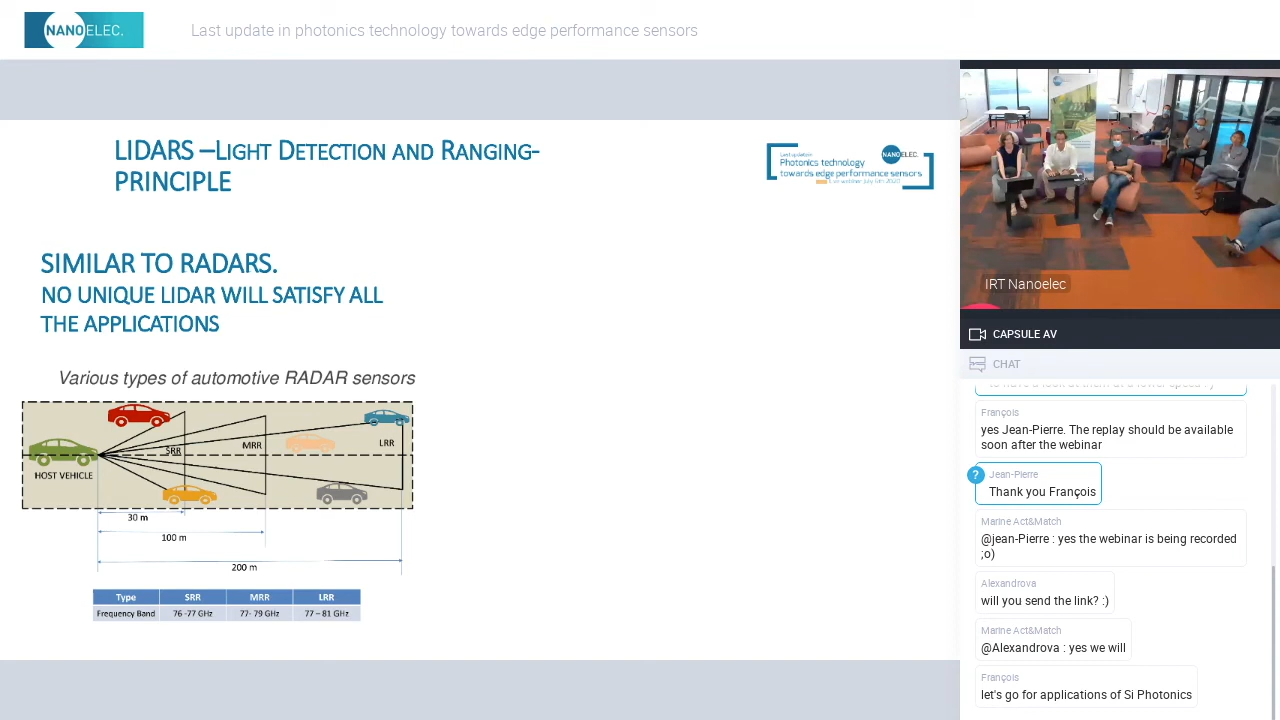 NANOELEC.
Last update in photonics technology towards edge performance sensors
LIDARS –LIGHT DETECTION AND RANGING-
PRINCIPLE
Last update in
NANOELEC.
Photonics technology
towards edge performance sensors
SIMILAR TO RADARS.
NO UNIQUE LIDAR WILL SATISFY ALL
THE APPLICATIONS
Various types of automotive RADAR sensors
HOST VEHICLE
SRR
MRR
LRR
30 m
100 m
200 m
Type SRR MRR LRR
Frequency Band 76 -77 GHz 77- 79 GHz 77 – 81 GHz
IRT Nanoelec
CAPSULE AV
CHAT
François
yes Jean-Pierre. The replay should be available
soon after the webinar
?
Jean-Pierre
Thank you François
Marine Act&Match
@jean-Pierre : yes the webinar is being recorded
;o)
Alexandrova
will you send the link? :)
Marine Act&Match
@Alexandrova : yes we will
François
let's go for applications of Si Photonics